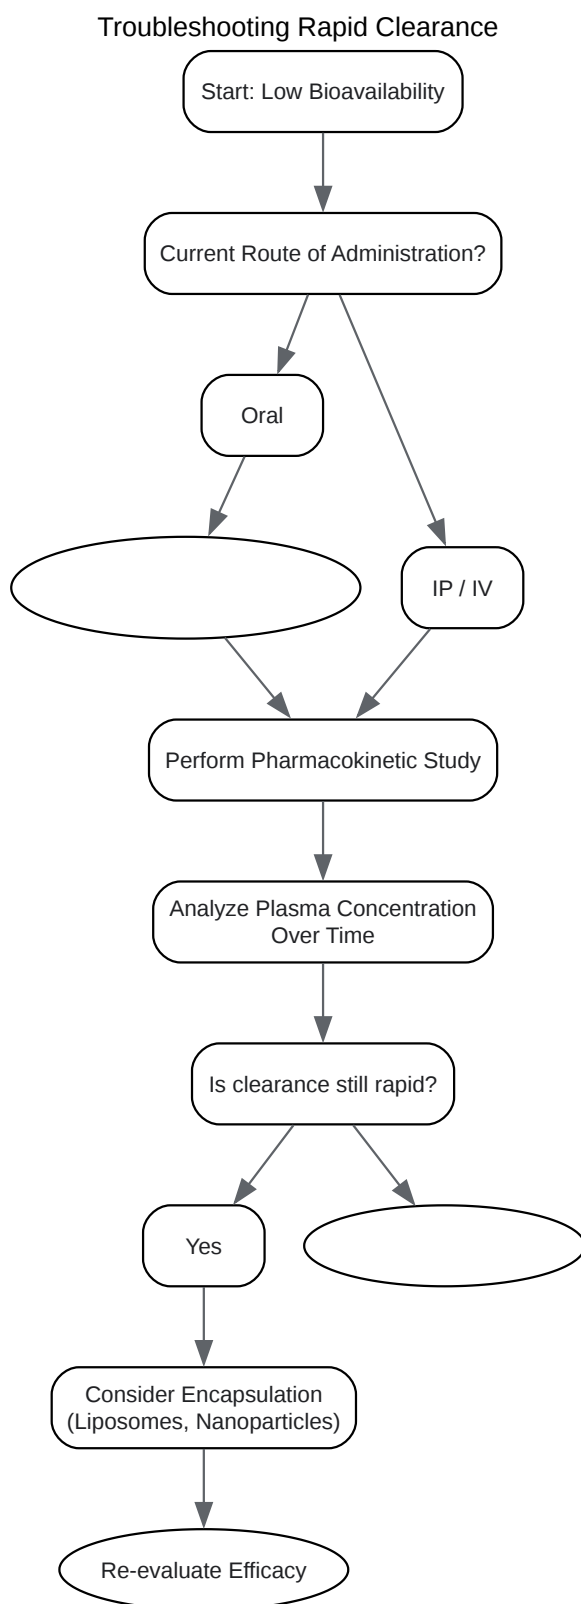 Troubleshooting Rapid Clearance
Start: Low Bioavailability
Current Route of Administration?
Oral
IP / IV
Perform Pharmacokinetic Study
Analyze Plasma Concentration
Over Time
Is clearance still rapid?
Yes
Consider Encapsulation
(Liposomes, Nanoparticles)
Re-evaluate Efficacy